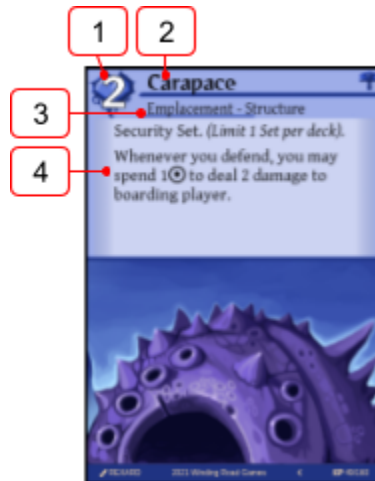 1
2
3
4
2
Carapace
Emplacement - Structure
Security Set. (Limit 1 Set per deck).
Whenever you defend, you may
spend 1 to deal 2 damage to
boarding player.
2021 Winding Road Games